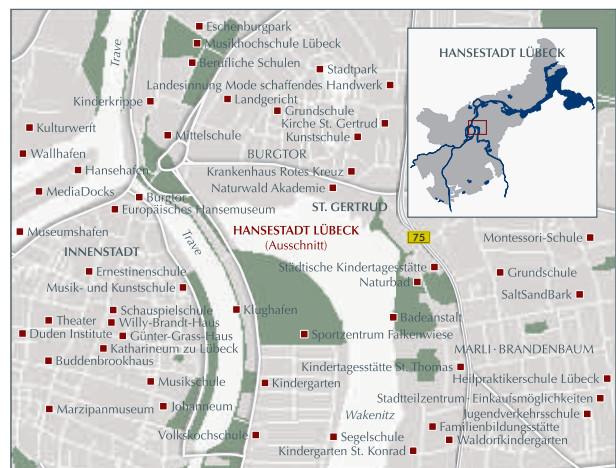 Eschenburgpark
HANSESTADT LÜBECK
Musikhochschule Lübeck
Trave
Berufliche Schulen
Stadtpark
Landesinnung Mode schaffendes Handwerk
Kinderkrippe
Landgericht
Grundschule
Kulturwerft
Kirche St. Gertrud
Mittelschule
Kunstschule
Wallhafen
BURGTOR
Hansehafen
Krankenhaus Rotes Kreuz
MediaDocks
Naturwald Akademie
Burgtor
Europäisches Hansemuseum
ST. GERTRUD
Museumshafen
HANSESTADT LÜBECK
(Ausschnitt)
75
Montessori-Schule
Trave
INNENSTADT
Ernestinenschule
Städtische Kindertagesstätte
Grundschule
Musik- und Kunstschule
Naturbad
SaltSandBark
Schauspielschule
Klughafen
Theater
Willy-Brandt-Haus
Badeanstalt
Duden Institute
Günter-Grass-Haus
Sportzentrum Falkenwiese
Katharineum zu Lübeck
MARLI · BRANDENBAUM
Buddenbrookhaus
Kindertagesstätte St. Thomas
Musikschule
Kindergarten
Heilpraktikerschule Lübeck
Stadtteilzentrum · Einkaufsmöglichkeiten
Marzipanmuseum
Johanneum
Wakenitz
Jugendverkehrsschule
Familienbildungsstätte
Volkskochschule
Segelschule
Waldorfkindergarten
Kindergarten St. Konrad